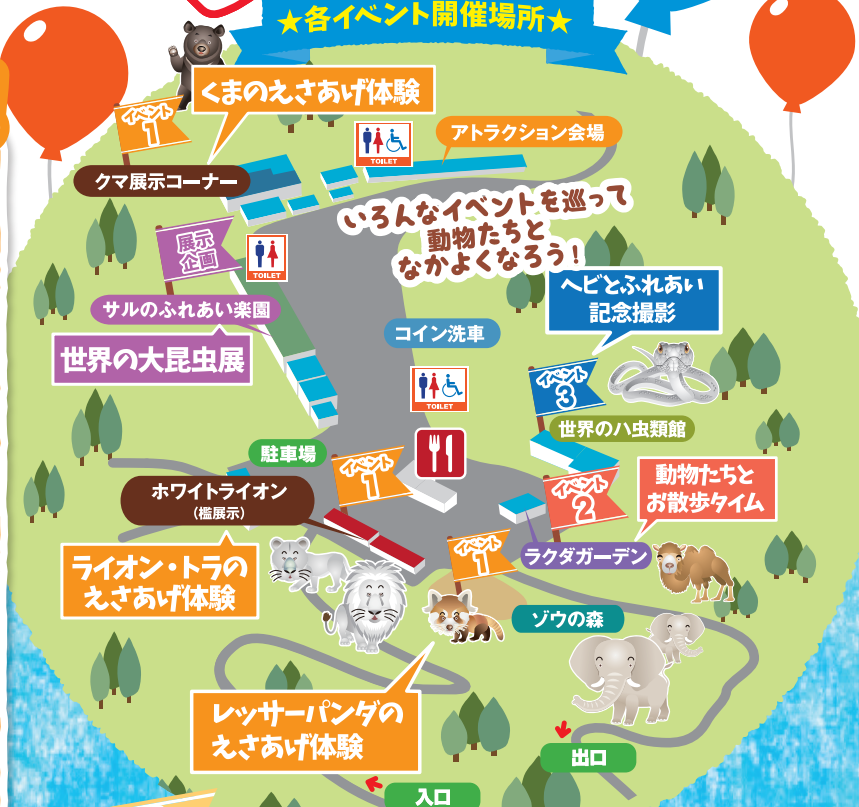 ★各イベント開催場所★
くまのえさあげ体験
イベント
1
TOILET
アトラクション会場
クマ展示コーナー
いろんなイベントを巡って
動物たちと
なかよくなろう!
展示
企画
TOILET
ヘビとふれあい
記念撮影
サルのふれあい楽園
コイン洗車
世界の大昆虫展
TOILET
イベント
3
世界のハ虫類館
駐車場
イベント
1
動物たちと
お散歩タイム
ホワイトライオン
(檻展示)
イベント
2
イベント
1
ラクダガーデン
ライオン・トラの
えさあげ体験
ゾウの森
レッサーパンダの
えさあげ体験
出口
入口